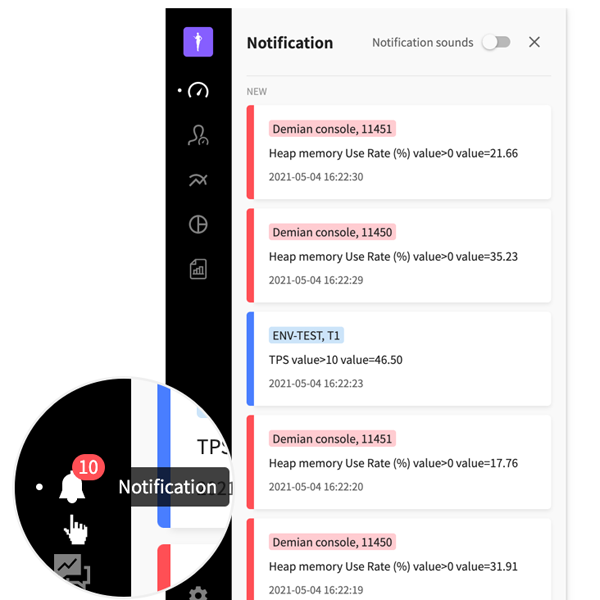 Notification
Notification sounds
NEW
Demian console, 11451
Heap memory Use Rate (%) value>0 value=21.66
2021-05-04 16:22:30
Demian console, 11450
Heap memory Use Rate (%) value>0 value=35.23
2021-05-04 16:22:29
ENV-TEST, T1
TPS value>10 value=46.50
2021-05-04 16:22:23
Demian console, 11451
Heap memory Use Rate (%) value>0 value=17.76
2021-05-04 16:22:20
Demian console, 11450
Heap memory Use Rate (%) value>0 value=31.91
2021-05-04 16:22:19
TPS
10
Notification